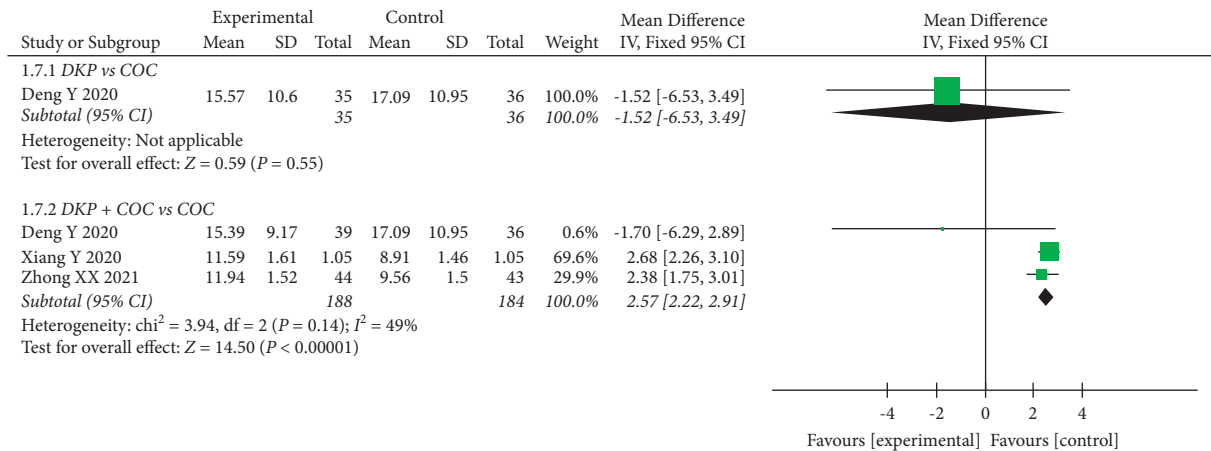 Experimental Control Mean Difference Mean Difference
Study or Subgroup Mean SD Total Mean SD Total Weight IV, Fixed 95% CI IV, Fixed 95% CI
1.7.1 DKP vs COC
Deng Y 2020 15.57 10.6 35 17.09 10.95 36 100.0% -1.52 [-6.53, 3.49]
Subtotal (95% CI) 35 36 100.0% -1.52 [-6.53, 3.49]
Heterogeneity: Not applicable
Test for overall effect: Z = 0.59 (P = 0.55)
1.7.2 DKP + COC vs COC
Deng Y 2020 15.39 9.17 39 17.09 10.95 36 0.6% -1.70 [-6.29, 2.89]
Xiang Y 2020 11.59 1.61 1.05 8.91 1.46 1.05 69.6% 2.68 [2.26, 3.10]
Zhong XX 2021 11.94 1.52 44 9.56 1.5 43 29.9% 2.38 [1.75, 3.01]
Subtotal (95% CI) 188 184 100.0% 2.57 [2.22, 2.91]
Heterogeneity: chi² = 3.94, df = 2 (P = 0.14); I² = 49%
Test for overall effect: Z = 14.50 (P < 0.00001)
-4 -2 0 2 4
Favours [experimental] Favours [control]